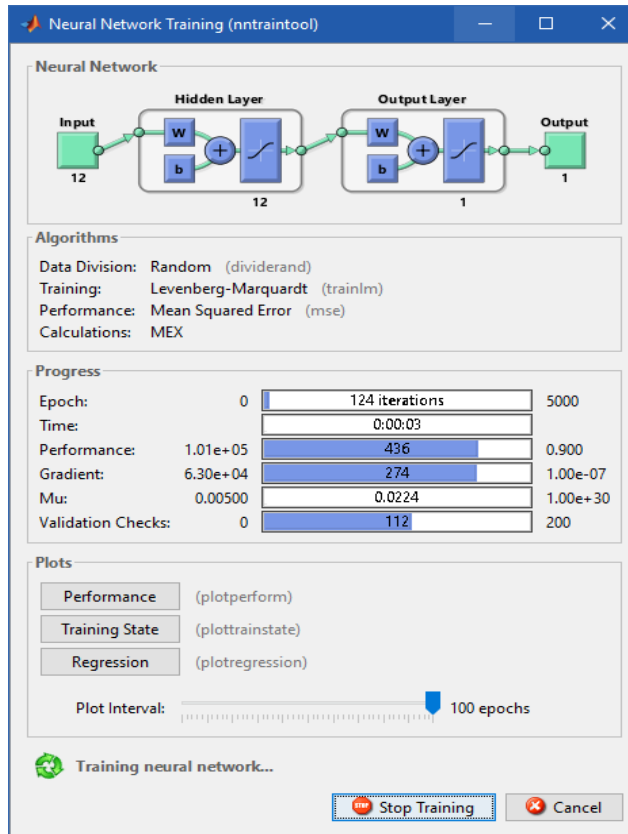 Neural Network Training (nntraintool)
Neural Network
Hidden Layer Output Layer
Input Output
W W
+ +
b b
12 1
12 1
Algorithms
Data Division: Random (dividerand)
Training: Levenberg-Marquardt (trainlm)
Performance: Mean Squared Error (mse)
Calculations: MEX
Progress
Epoch: 0 124 iterations 5000
Time: 0:00:03
Performance: 1.01e+05 436 0.900
Gradient: 6.30e+04 274 1.00e-07
Mu: 0.00500 0.0224 1.00e+30
Validation Checks: 0 112 200
Plots
Performance (plotperform)
Training State (plottrainstate)
Regression (plotregression)
Plot Interval: 100 epochs
Training neural network...
STOP Stop Training Cancel